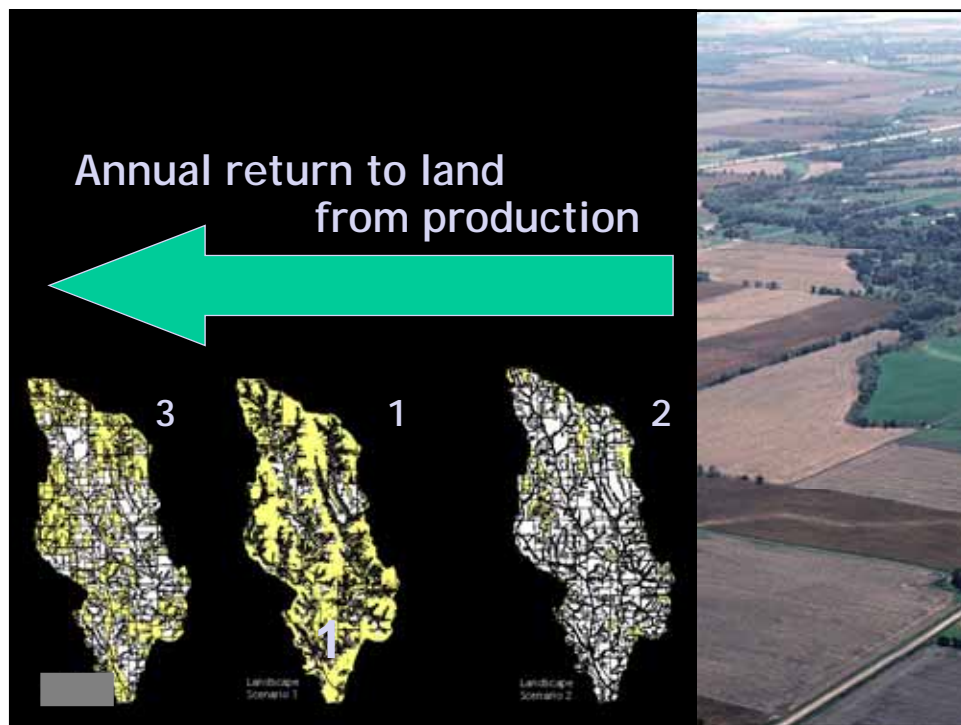 Annual return to land
from production
3
1
2
1
Landscape
Scenario 1
Landscape
Scenario 2